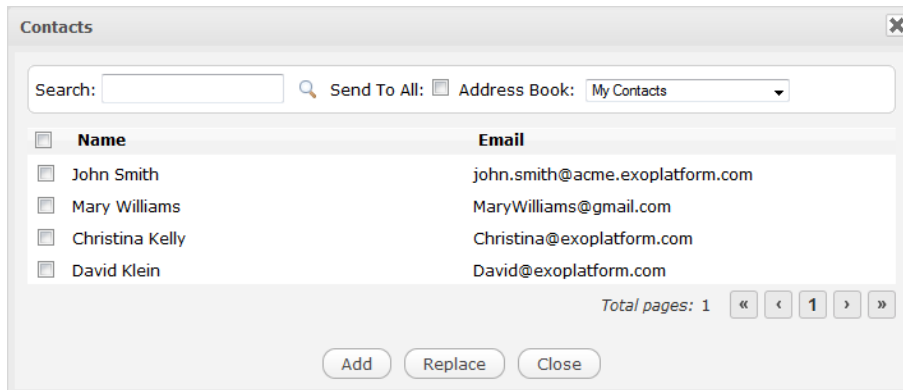 Contacts
Search: Send To All: Address Book: My Contacts
Name Email
John Smith john.smith@acme.exoplatform.com
Mary Williams MaryWilliams@gmail.com
Christina Kelly Christina@exoplatform.com
David Klein David@exoplatform.com
Total pages: 1 « ‹ 1 › »
Add Replace Close